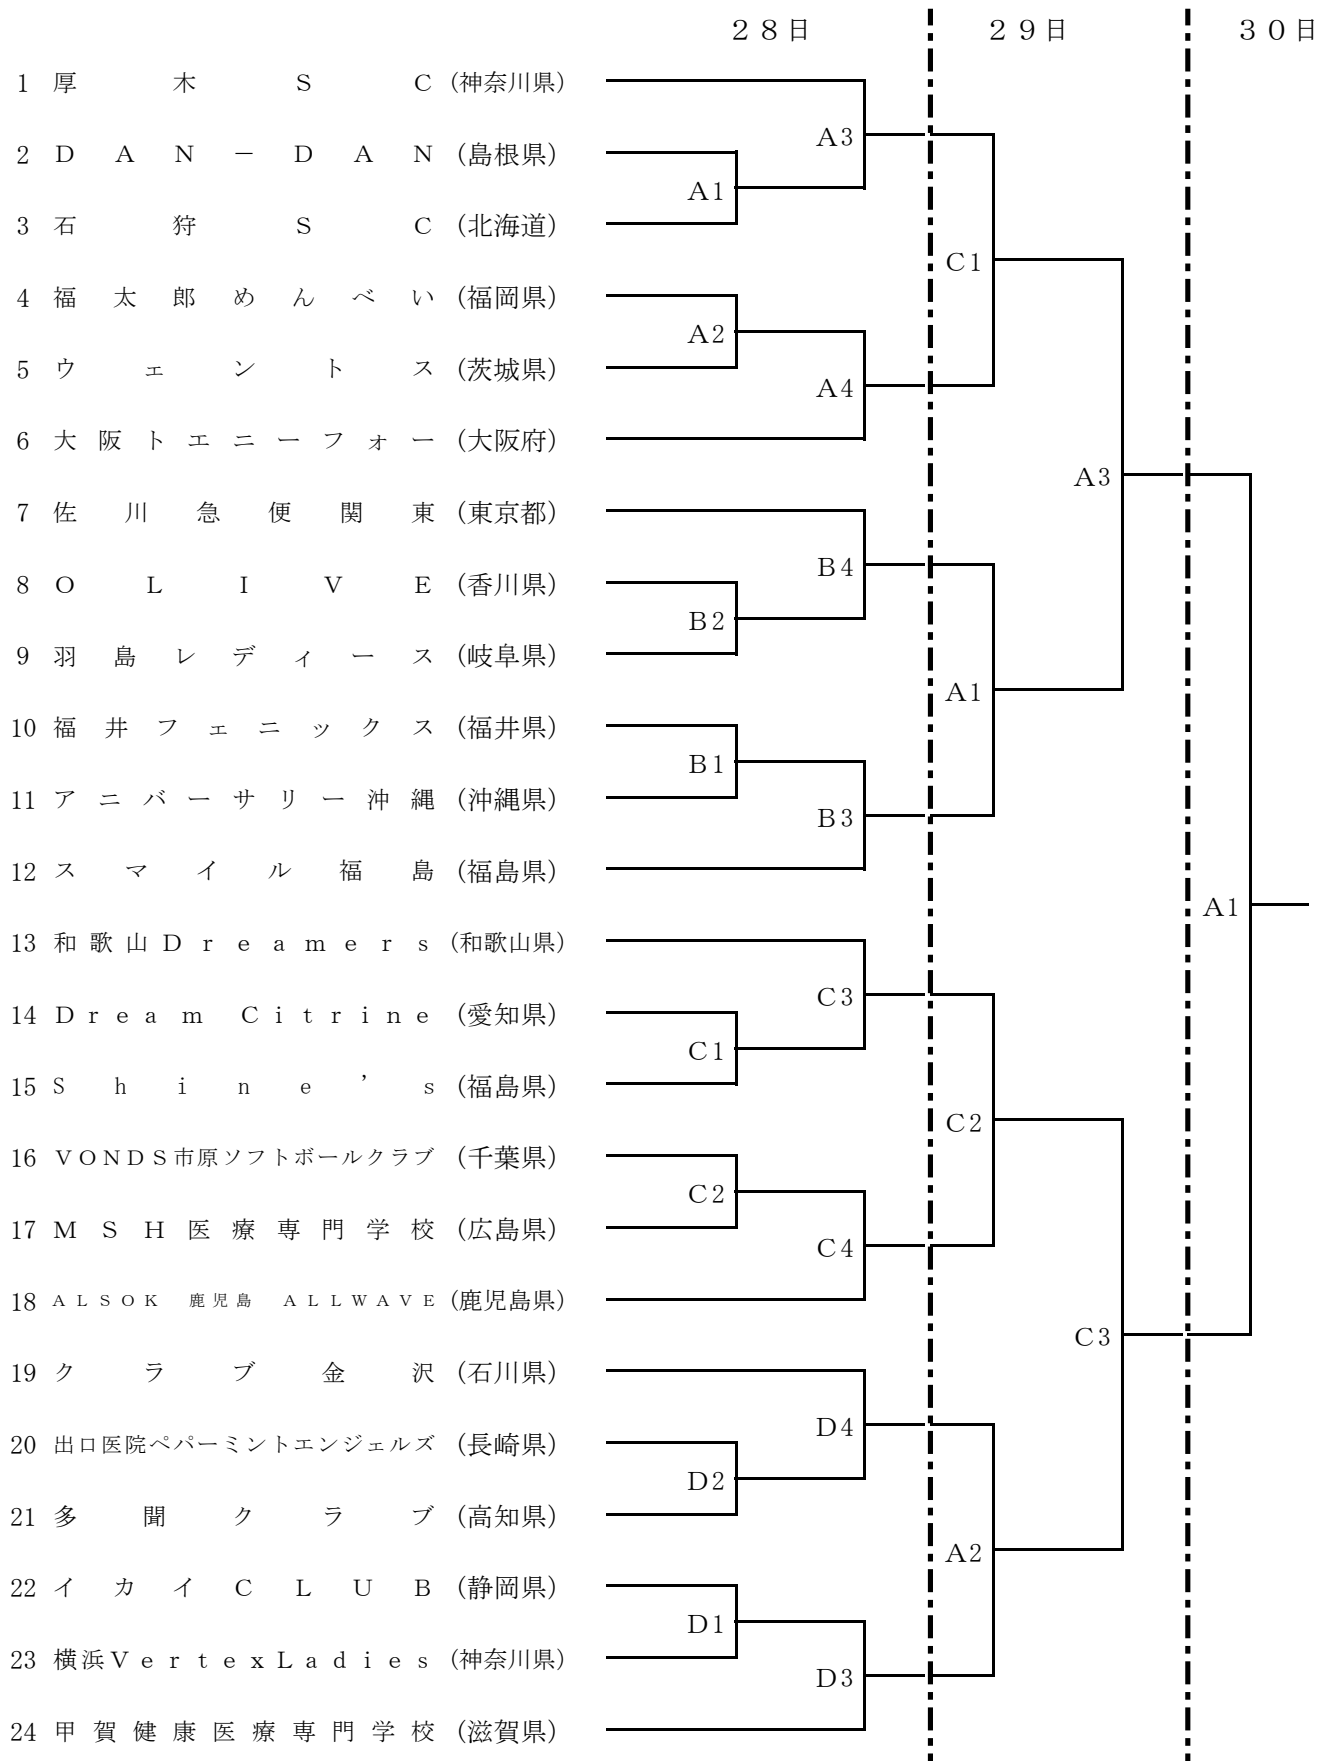 ２８日 ２９日 ３０日
1 厚木ＳＣ (神奈川県)
A3
2 ＤＡＮ－ＤＡＮ (島根県)
A1
3 石狩ＳＣ (北海道)
C1
4 福太郎めんべい (福岡県)
A2
5 ウェントス (茨城県)
A4
6 大阪トエニーフォー (大阪府)
A3
7 佐川急便関東 (東京都)
B4
8 ＯＬＩＶＥ (香川県)
B2
9 羽島レディース (岐阜県)
A1
10 福井フェニックス (福井県)
B1
11 アニバーサリー沖縄 (沖縄県)
B3
12 スマイル福島 (福島県)
A1
13 和歌山Ｄｒｅａｍｅｒｓ (和歌山県)
C3
14 Ｄｒｅａｍ Ｃｉｔｒｉｎｅ (愛知県)
C1
15 Ｓｈｉｎｅ’ｓ (福島県)
C2
16 ＶＯＮＤＳ市原ソフトボールクラブ (千葉県)
C2
17 ＭＳＨ医療専門学校 (広島県)
C4
18 ＡＬＳＯＫ 鹿児島 ＡＬＬＷＡＶＥ (鹿児島県)
C3
19 クラブ金沢 (石川県)
D4
20 出口医院ペパーミントエンジェルズ (長崎県)
D2
21 多聞クラブ (高知県)
A2
22 イカイＣＬＵＢ (静岡県)
D1
23 横浜ＶｅｒｔｅｘＬａｄｉｅｓ (神奈川県)
D3
24 甲賀健康医療専門学校 (滋賀県)